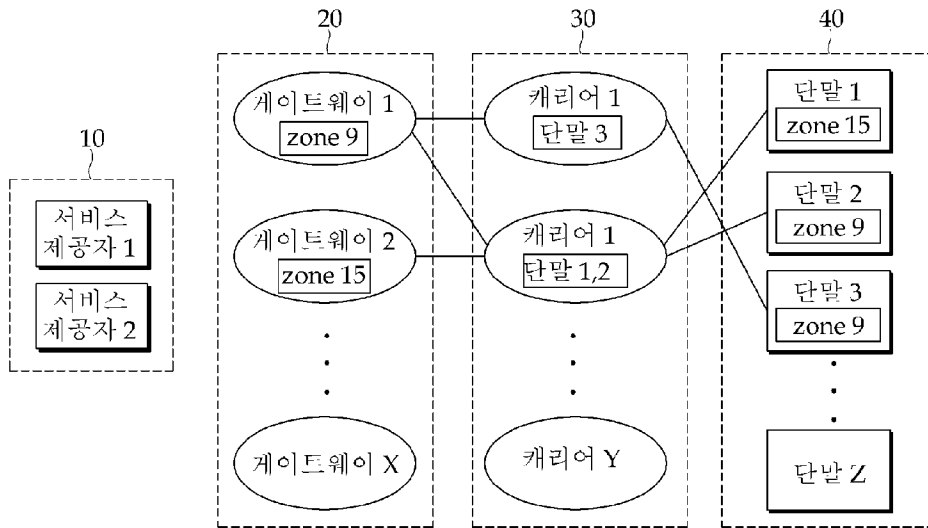 10
서비스
제공자 1
서비스
제공자 2
20
게이트웨이 1
zone 9
게이트웨이 2
zone 15
게이트웨이 X
30
캐리어 1
단말 3
캐리어 1
단말 1,2
캐리어 Y
40
단말 1
zone 15
단말 2
zone 9
단말 3
zone 9
단말 Z